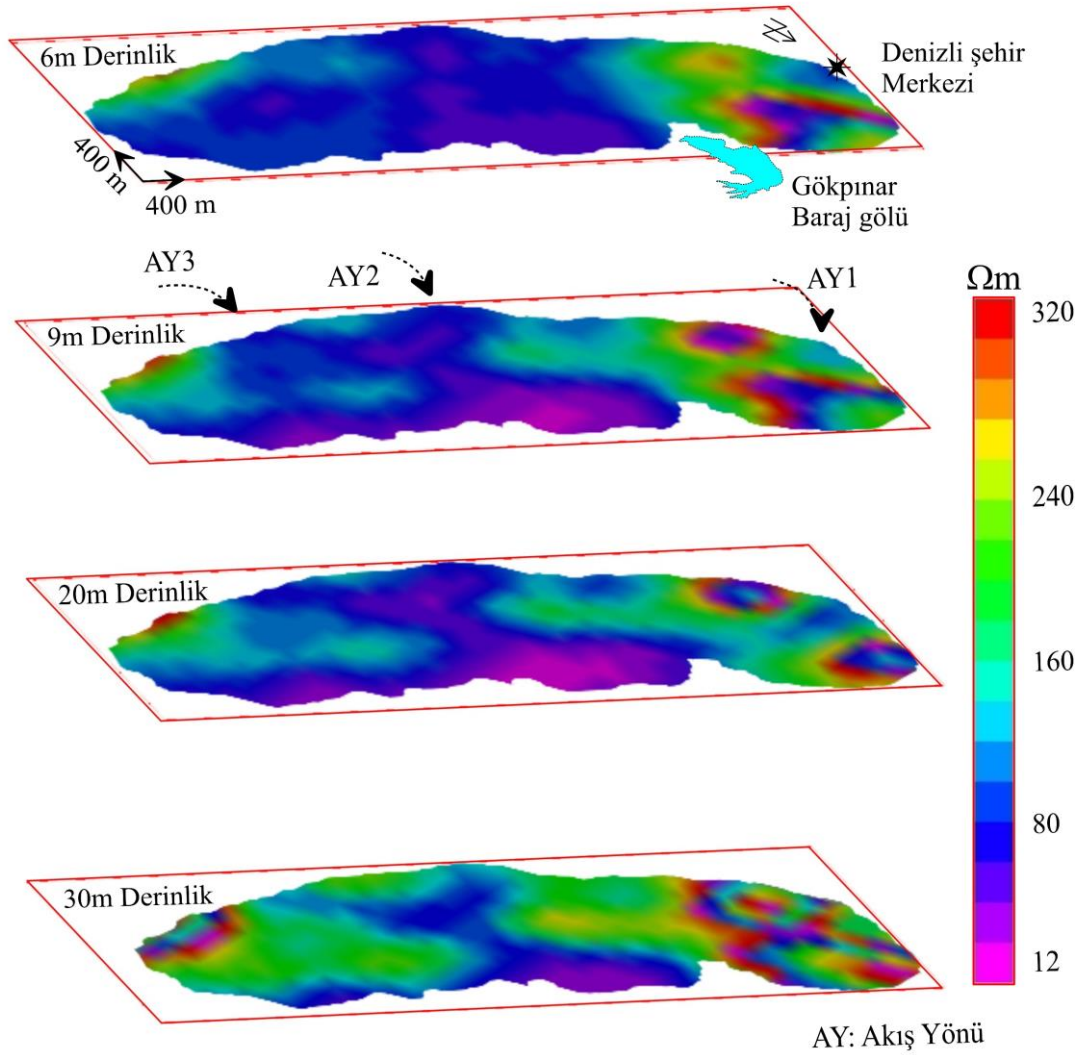 6m Derinlik
Denizli şehir
Merkezi
400 m
400 m
Gökpınar
Baraj gölü
AY3
AY2
AY1
9m Derinlik
Ωm
320
240
160
80
12
20m Derinlik
30m Derinlik
AY: Akış Yönü